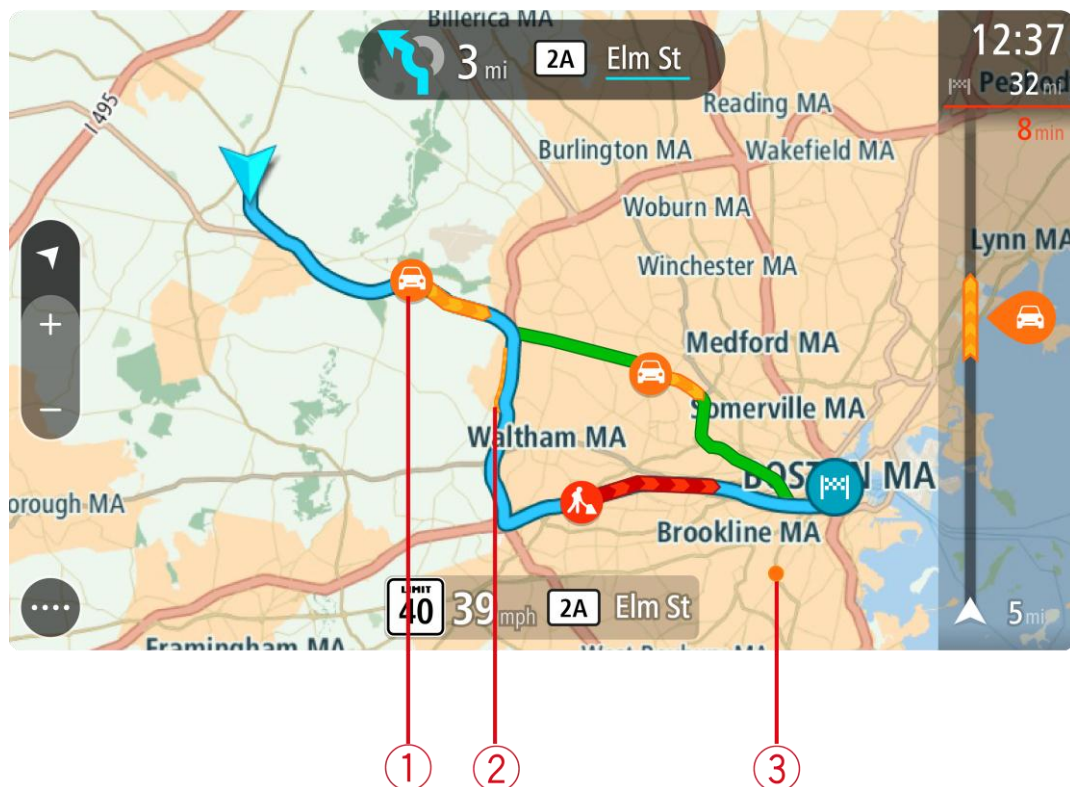 Billerica MA
3 mi 2A Elm St
12:37
32 mi
8 min
I 495
Reading MA
Burlington MA
Wakefield MA
Woburn MA
Winchester MA
Lynn MA
Medford MA
Somerville MA
Waltham MA
BOSTON MA
orough MA
Brookline MA
LIMIT
40 39 mph 2A Elm St
5 mi
Framingham MA
1 2 3